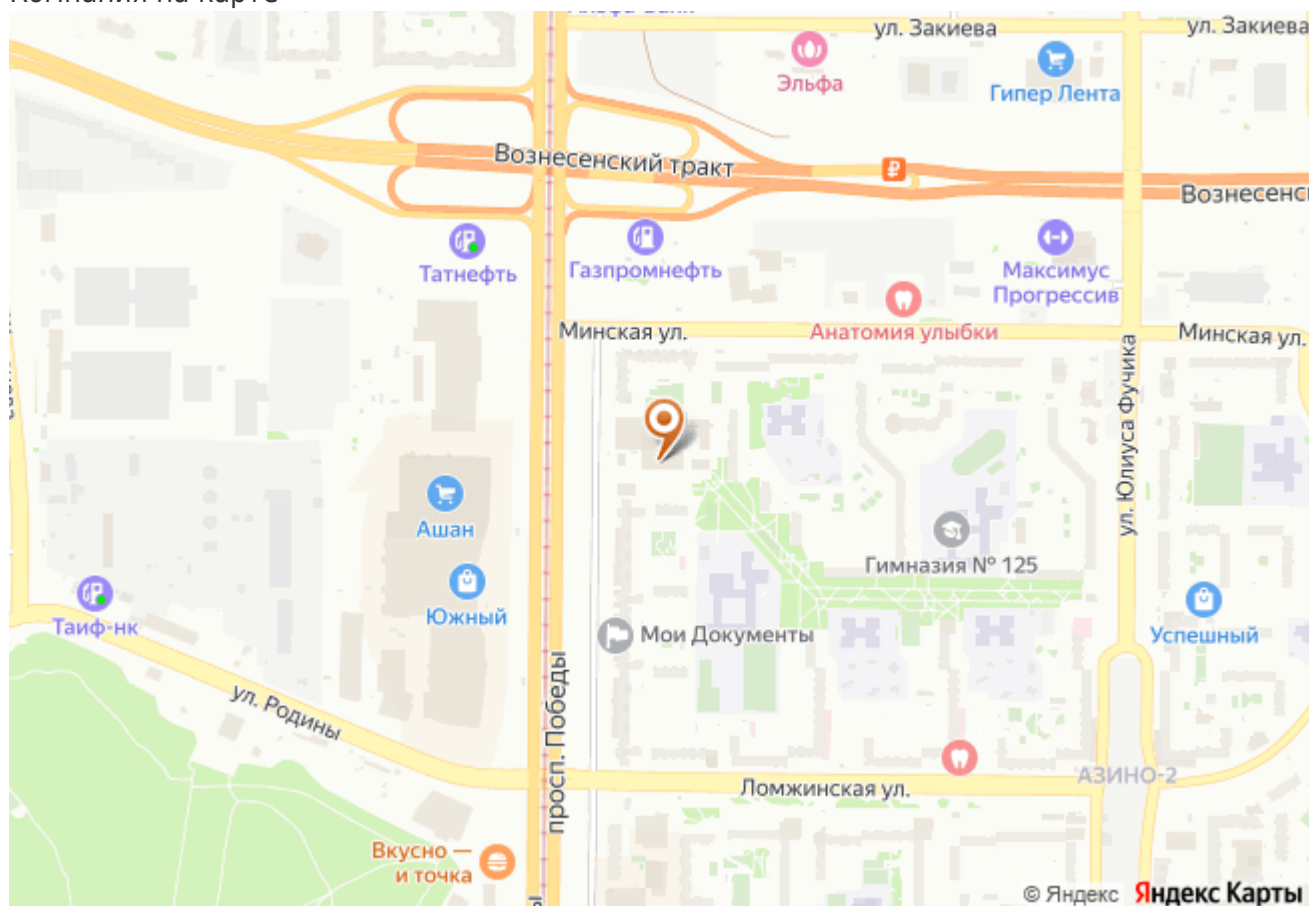 ул. Закиева
ул. Закиева
Эльфа
Гипер Лента
Вознесенский тракт
Татнефть
Газпромнефть
Максимус
Прогрессив
Минская ул.
Анатомия улыбки
Минская ул.
ул. Юлиуса Фучика
Ашан
Гимназия № 125
Южный
Таиф-нк
Мои Документы
Успешный
ул. Родины
просп. Победы
Ломжинская ул.
АЗИНО-2
Вкусно —
и точка
© Яндекс Яндекс Карты